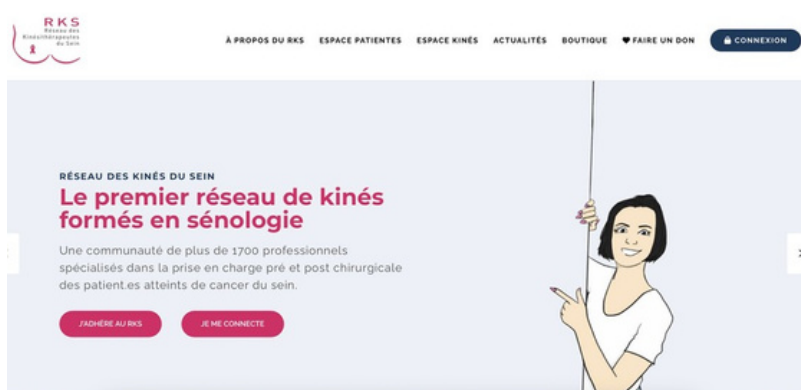 RKS
Réseau des
Kinésithérapeutes
du Sein
À PROPOS DU RKS ESPACE PATIENTES ESPACE KINÉS ACTUALITÉS BOUTIQUE FAIRE UN DON CONNEXION
RÉSEAU DES KINÉS DU SEIN
Le premier réseau de kinés
formés en sénologie
Une communauté de plus de 1700 professionnels
spécialisés dans la prise en charge pré et post chirurgicale
des patient.es atteints de cancer du sein.
J'ADHÈRE AU RKS JE ME CONNECTE